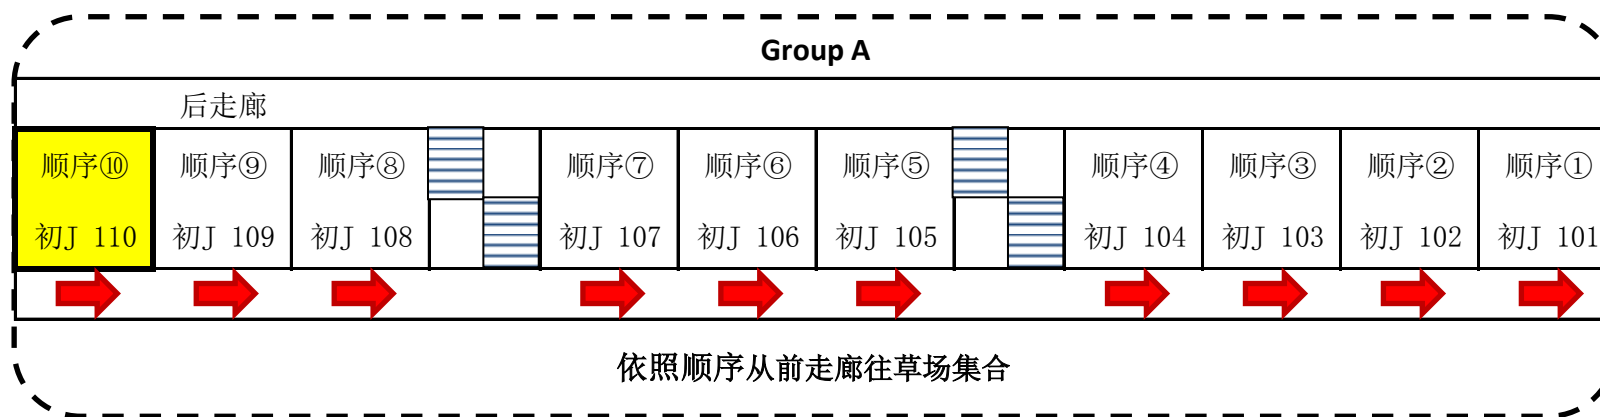 Group A
后走廊
顺序⑩ 顺序⑨ 顺序⑧ 顺序⑦ 顺序⑥ 顺序⑤ 顺序④ 顺序③ 顺序② 顺序①
初J 110 初J 109 初J 108 初J 107 初J 106 初J 105 初J 104 初J 103 初J 102 初J 101
依照顺序从前走廊往草场集合